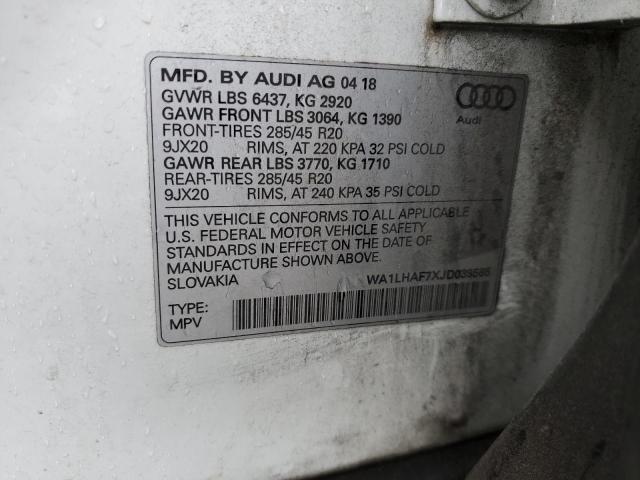 MFD. BY AUDI AG 04 18
GVWR LBS 6437, KG 2920
GAWR FRONT LBS 3064, KG 1390
FRONT-TIRES 285/45 R20
9JX20 RIMS, AT 220 KPA 32 PSI COLD
GAWR REAR LBS 3770, KG 1710
REAR-TIRES 285/45 R20
9JX20 RIMS, AT 240 KPA 35 PSI COLD
Audi
THIS VEHICLE CONFORMS TO ALL APPLICABLE
U.S. FEDERAL MOTOR VEHICLE SAFETY
STANDARDS IN EFFECT ON THE DATE OF
MANUFACTURE SHOWN ABOVE.
SLOVAKIA
TYPE:
MPV